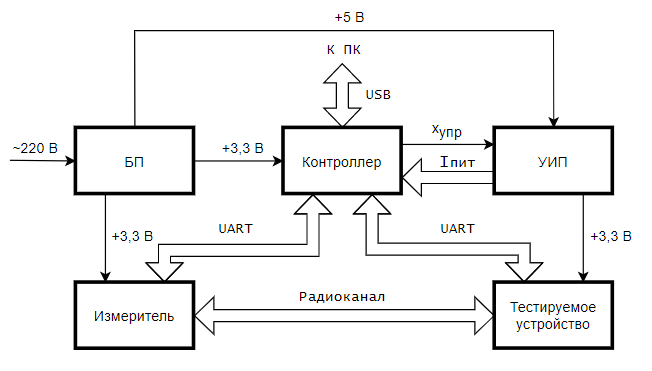 +5 В
К ПК
USB
~220 В
БП
+3,3 В
Контроллер
xупр
Iпит
УИП
+3,3 В
UART
UART
+3,3 В
Измеритель
Радиоканал
Тестируемое
устройство